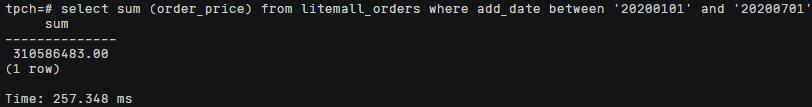 tpch=# select sum (order_price) from litemall_orders where add_date between '20200101' and '20200701'
sum
--------------
310586483.00
(1 row)
Time: 257.348 ms